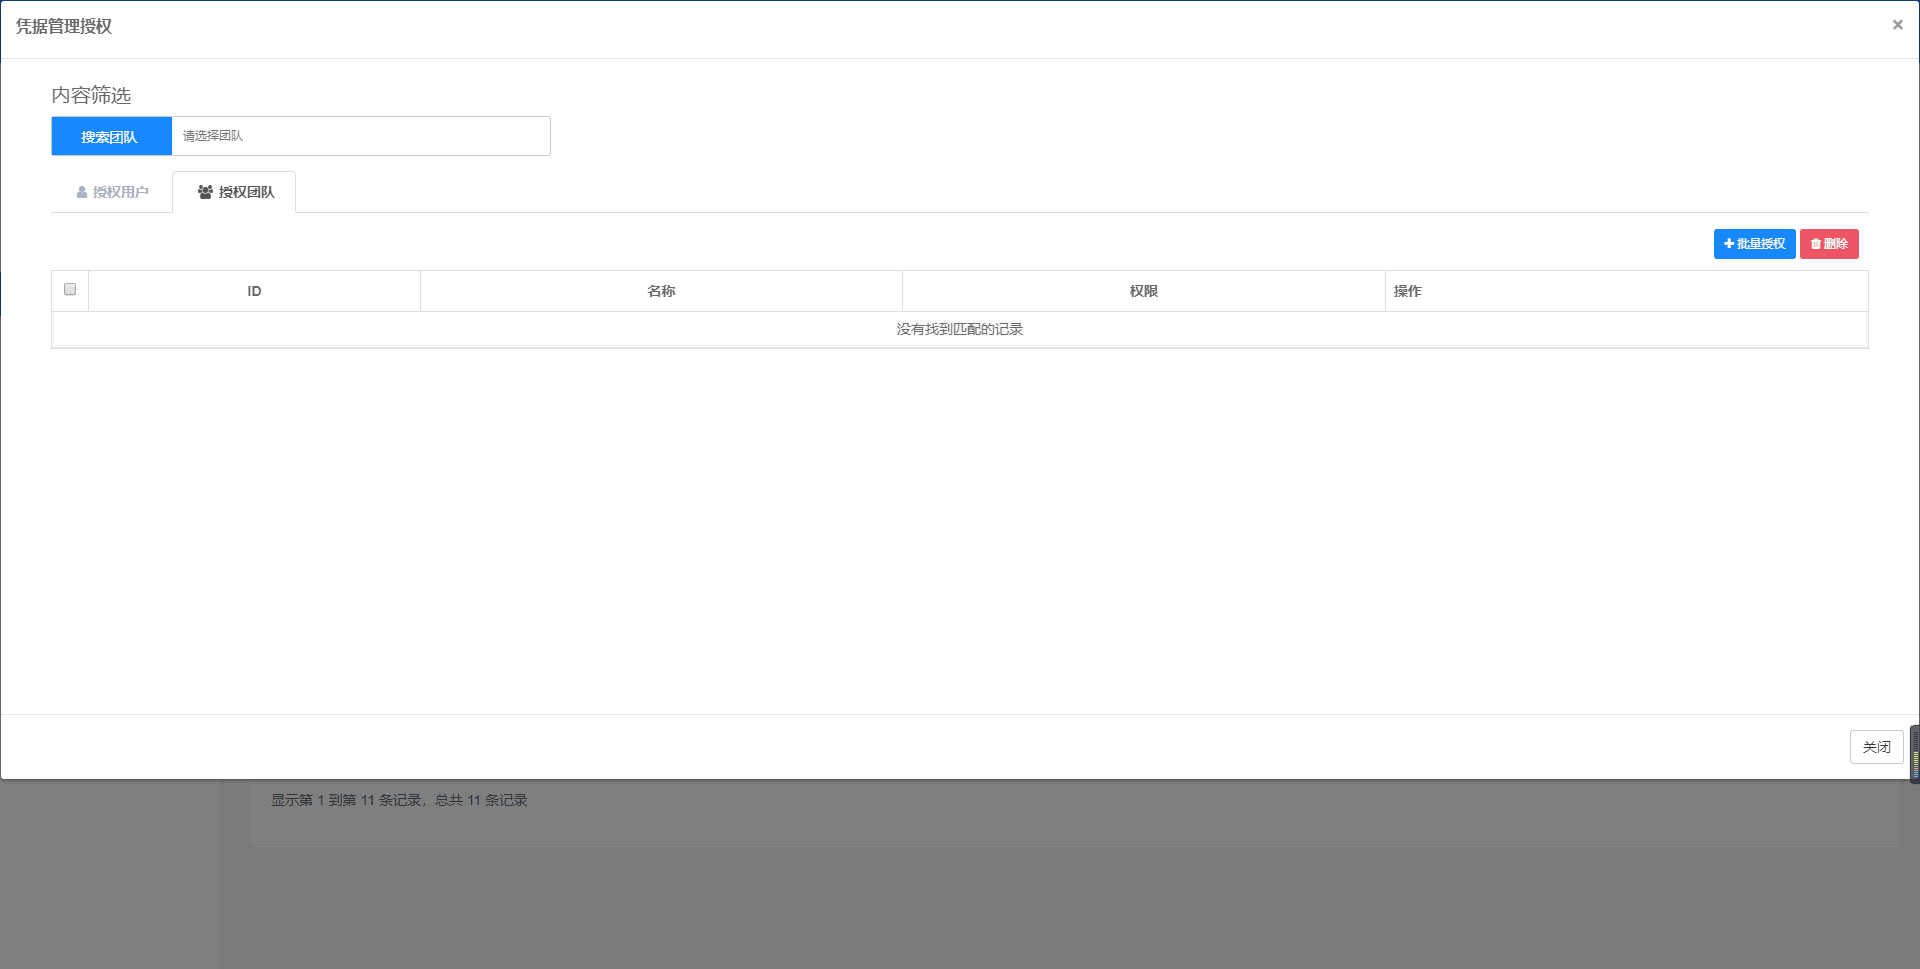 凭据管理授权
×
内容筛选
搜索团队 请选择团队
授权用户 授权团队
批量授权 删除
ID 名称 权限 操作
没有找到匹配的记录
关闭
显示第 1 到第 11 条记录，总共 11 条记录